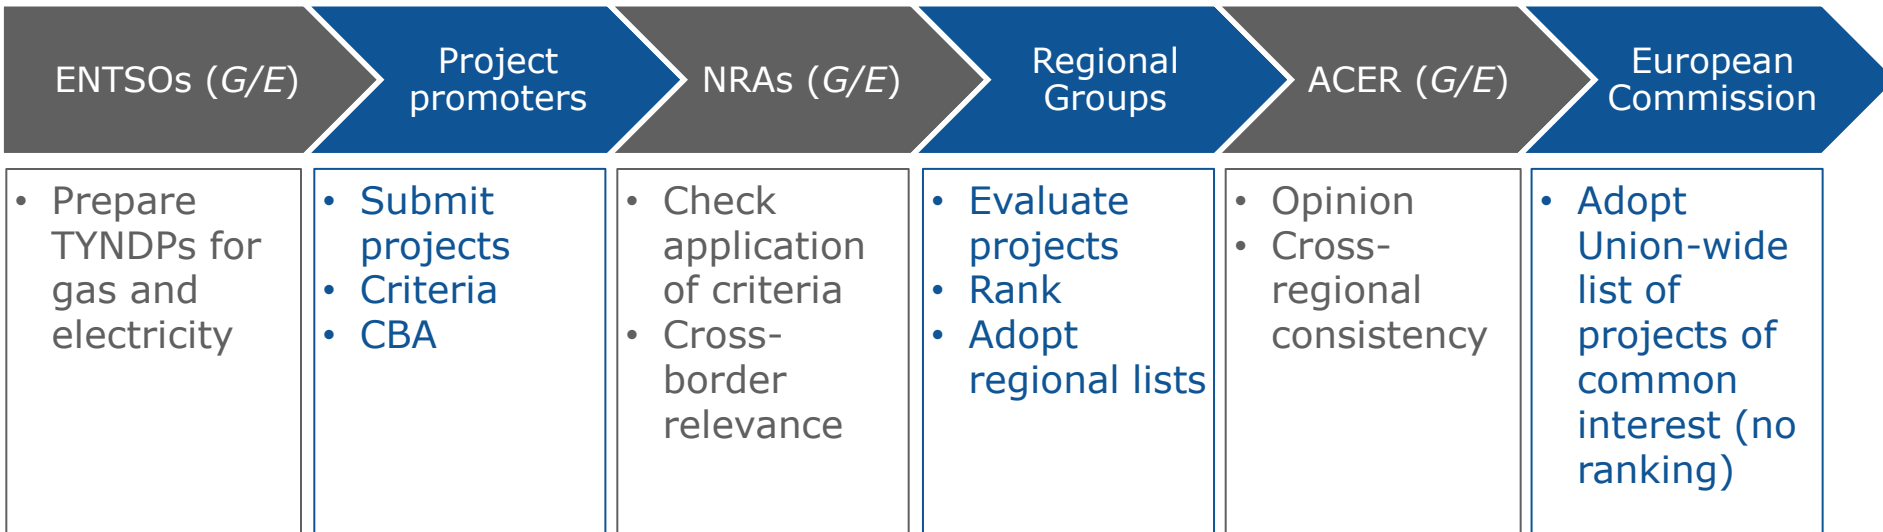 ENTSOs (G/E)
Project
promoters
NRAs (G/E)
Regional
Groups
ACER (G/E)
European
Commission
• Prepare
TYNDPs for
gas and
electricity
• Submit
projects
• Criteria
• CBA
• Check
application
of criteria
• Cross-
border
relevance
• Evaluate
projects
• Rank
• Adopt
regional lists
• Opinion
• Cross-
regional
consistency
• Adopt
Union-wide
list of
projects of
common
interest (no
ranking)